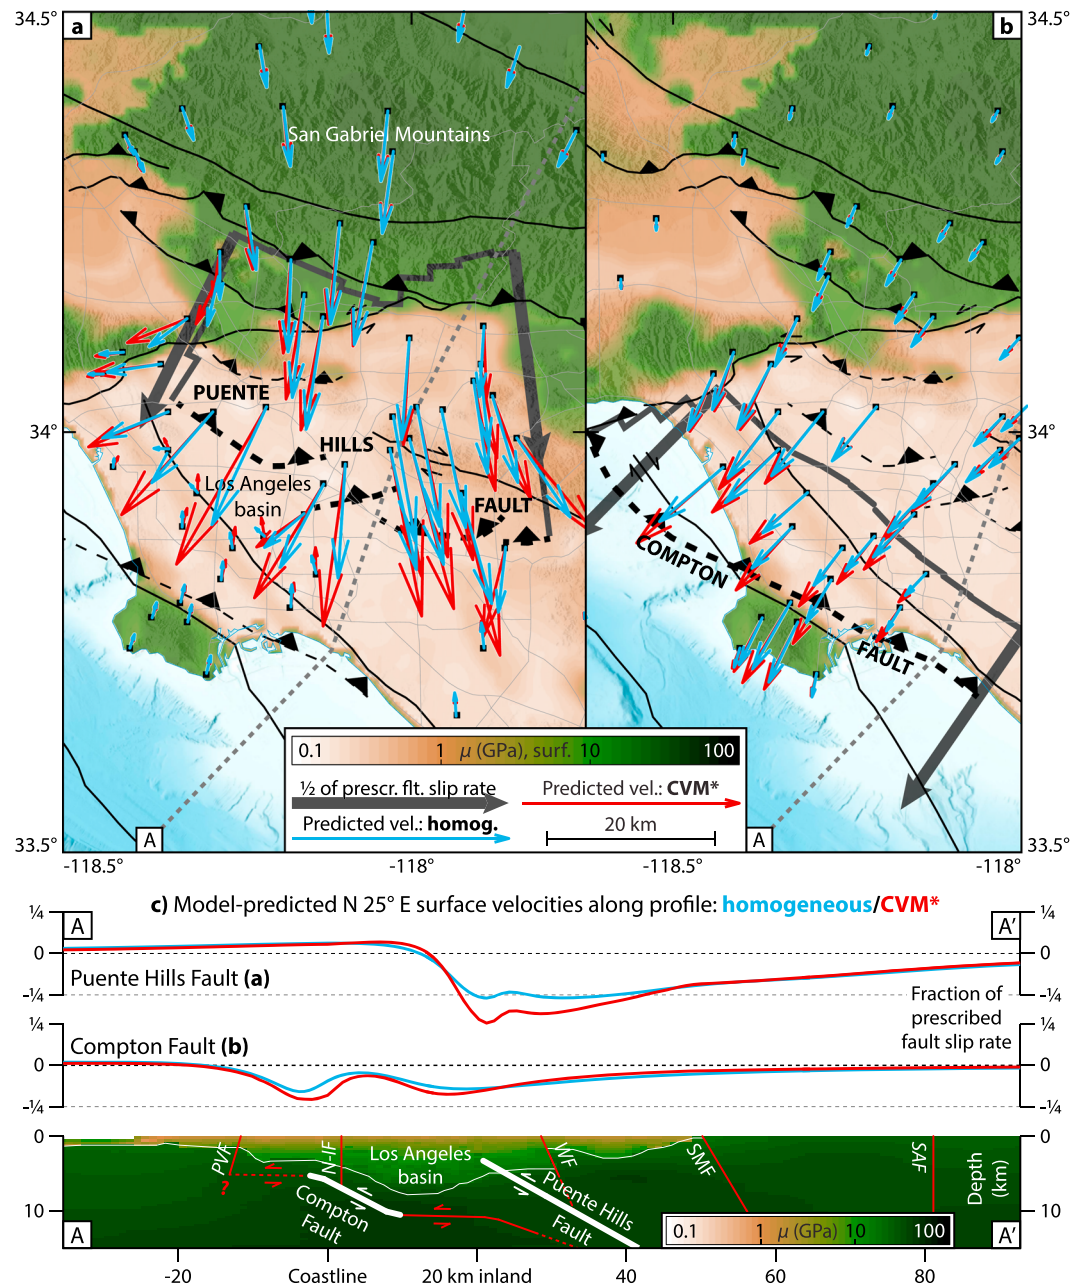 34.5°
a
b
34.5°
San Gabriel Mountains
PUENTE
HILLS
FAULT
Los Angeles
basin
34°
34°
COMPTON
FAULT
0.1
1
μ (GPa), surf.
10
100
½ of prescr. flt. slip rate
Predicted vel.: CVM*
Predicted vel.: homog.
20 km
A
A
33.5°
33.5°
-118.5°
-118°
-118.5°
-118°
c) Model-predicted N 25° E surface velocities along profile: homogeneous/CVM*
¼
A
A’
¼
0
0
Puente Hills Fault (a)
-¼
-¼
Fraction of
prescribed
fault slip rate
¼
¼
Compton Fault (b)
0
0
-¼
-¼
0
0
PVF
N-IF
Los Angeles
basin
WF
SMF
SAF
Depth
(km)
?
Compton
Fault
Puente Hills
Fault
10
10
0.1
1
μ (GPa)
10
100
A
A’
-20
Coastline
20 km inland
40
60
80